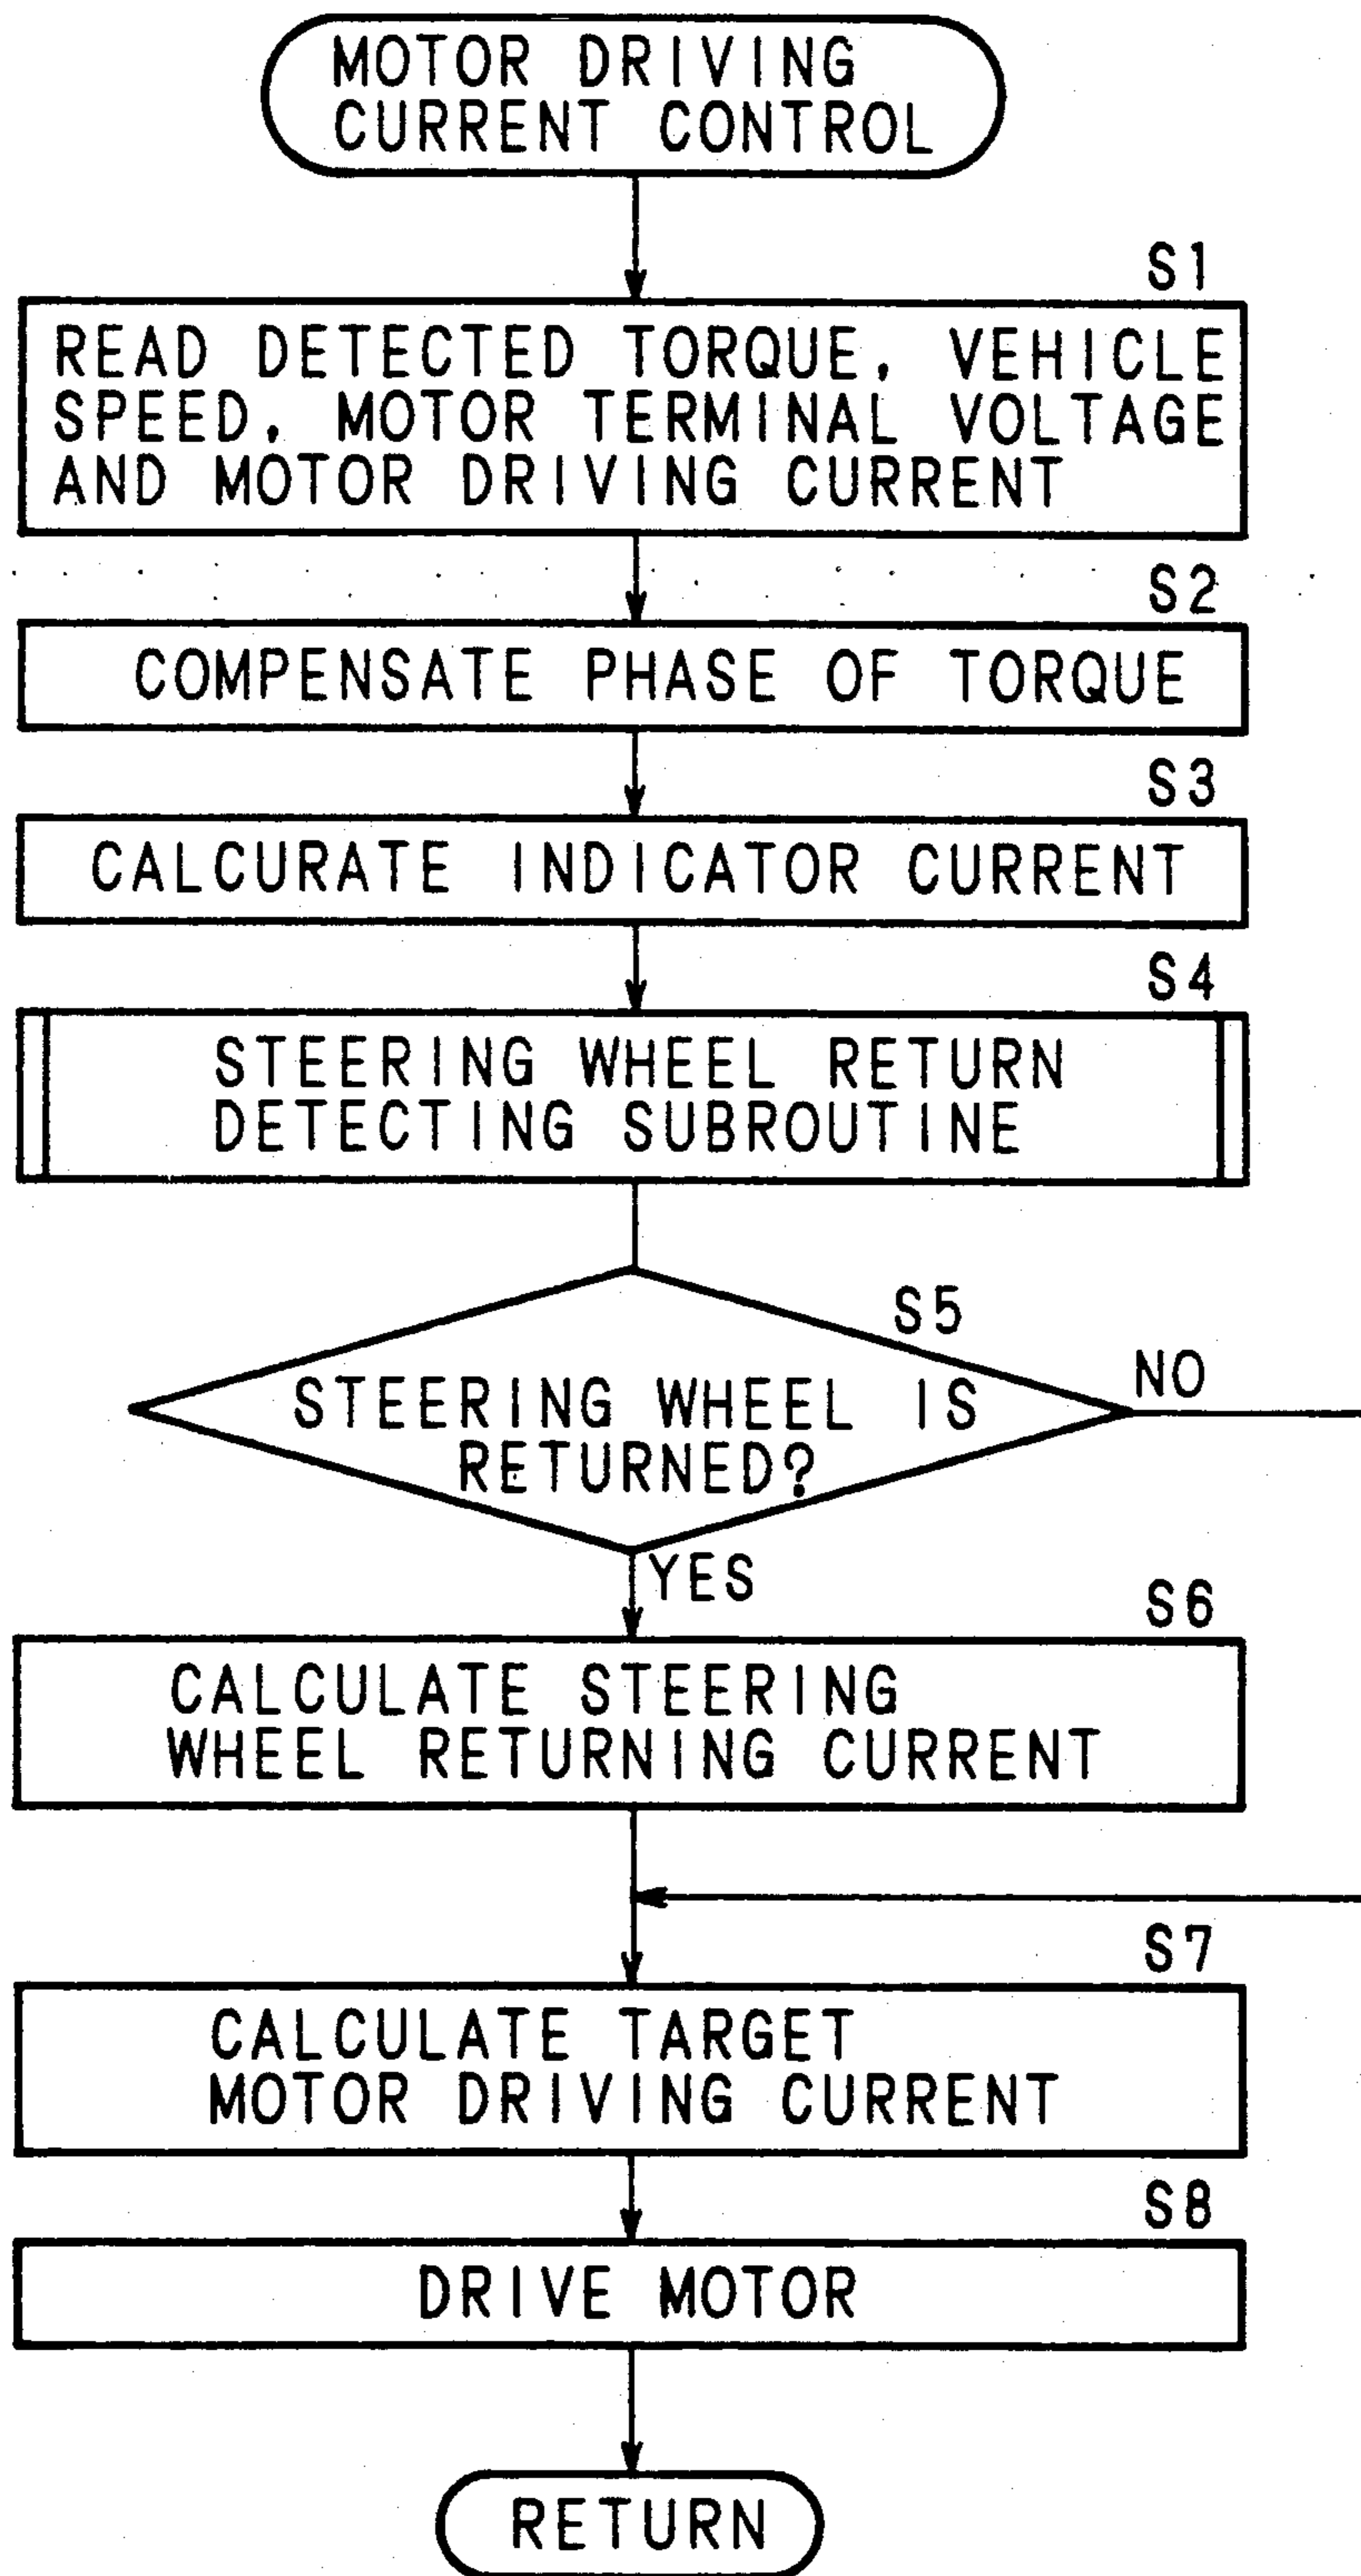 MOTOR DRIVING
CURRENT CONTROL
S1
READ DETECTED TORQUE, VEHICLE
SPEED, MOTOR TERMINAL VOLTAGE
AND MOTOR DRIVING CURRENT
S2
COMPENSATE PHASE OF TORQUE
S3
CALCURATE INDICATOR CURRENT
S4
STEERING WHEEL RETURN
DETECTING SUBROUTINE
S5
STEERING WHEEL IS
RETURNED?
NO
YES
S6
CALCULATE STEERING
WHEEL RETURNING CURRENT
S7
CALCULATE TARGET
MOTOR DRIVING CURRENT
S8
DRIVE MOTOR
RETURN